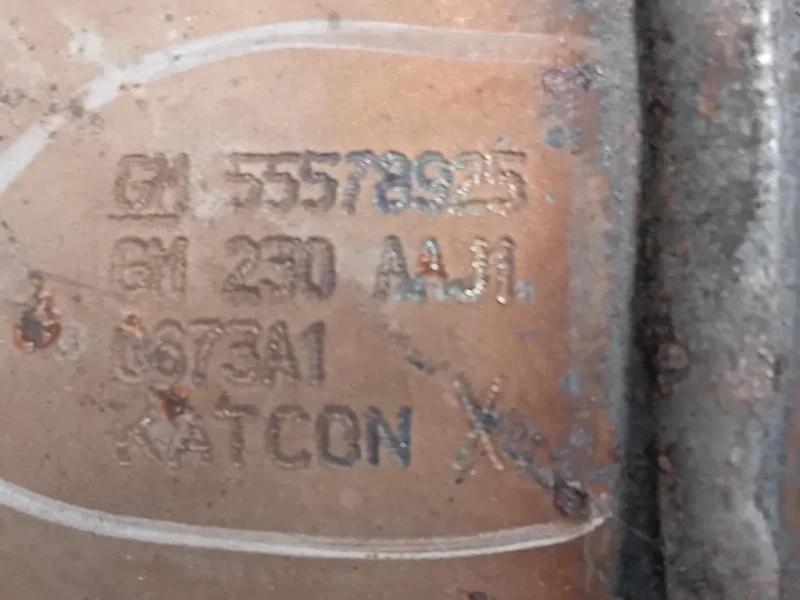 GM 55578925
GM 230 AAJ1
0673A1
KATCON X